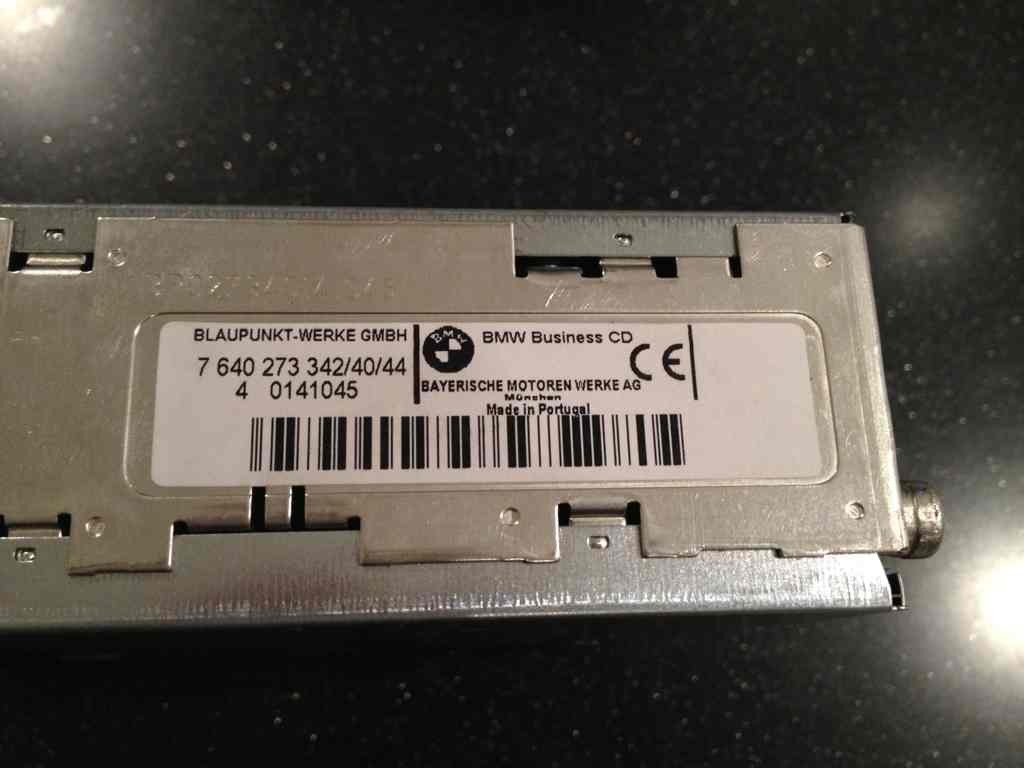 BLAUPUNKT-WERKE GMBH
7 640 273 342/40/44
4 0141045
BMW
BMW Business CD
CE
BAYERISCHE MOTOREN WERKE AG
München
Made in Portugal